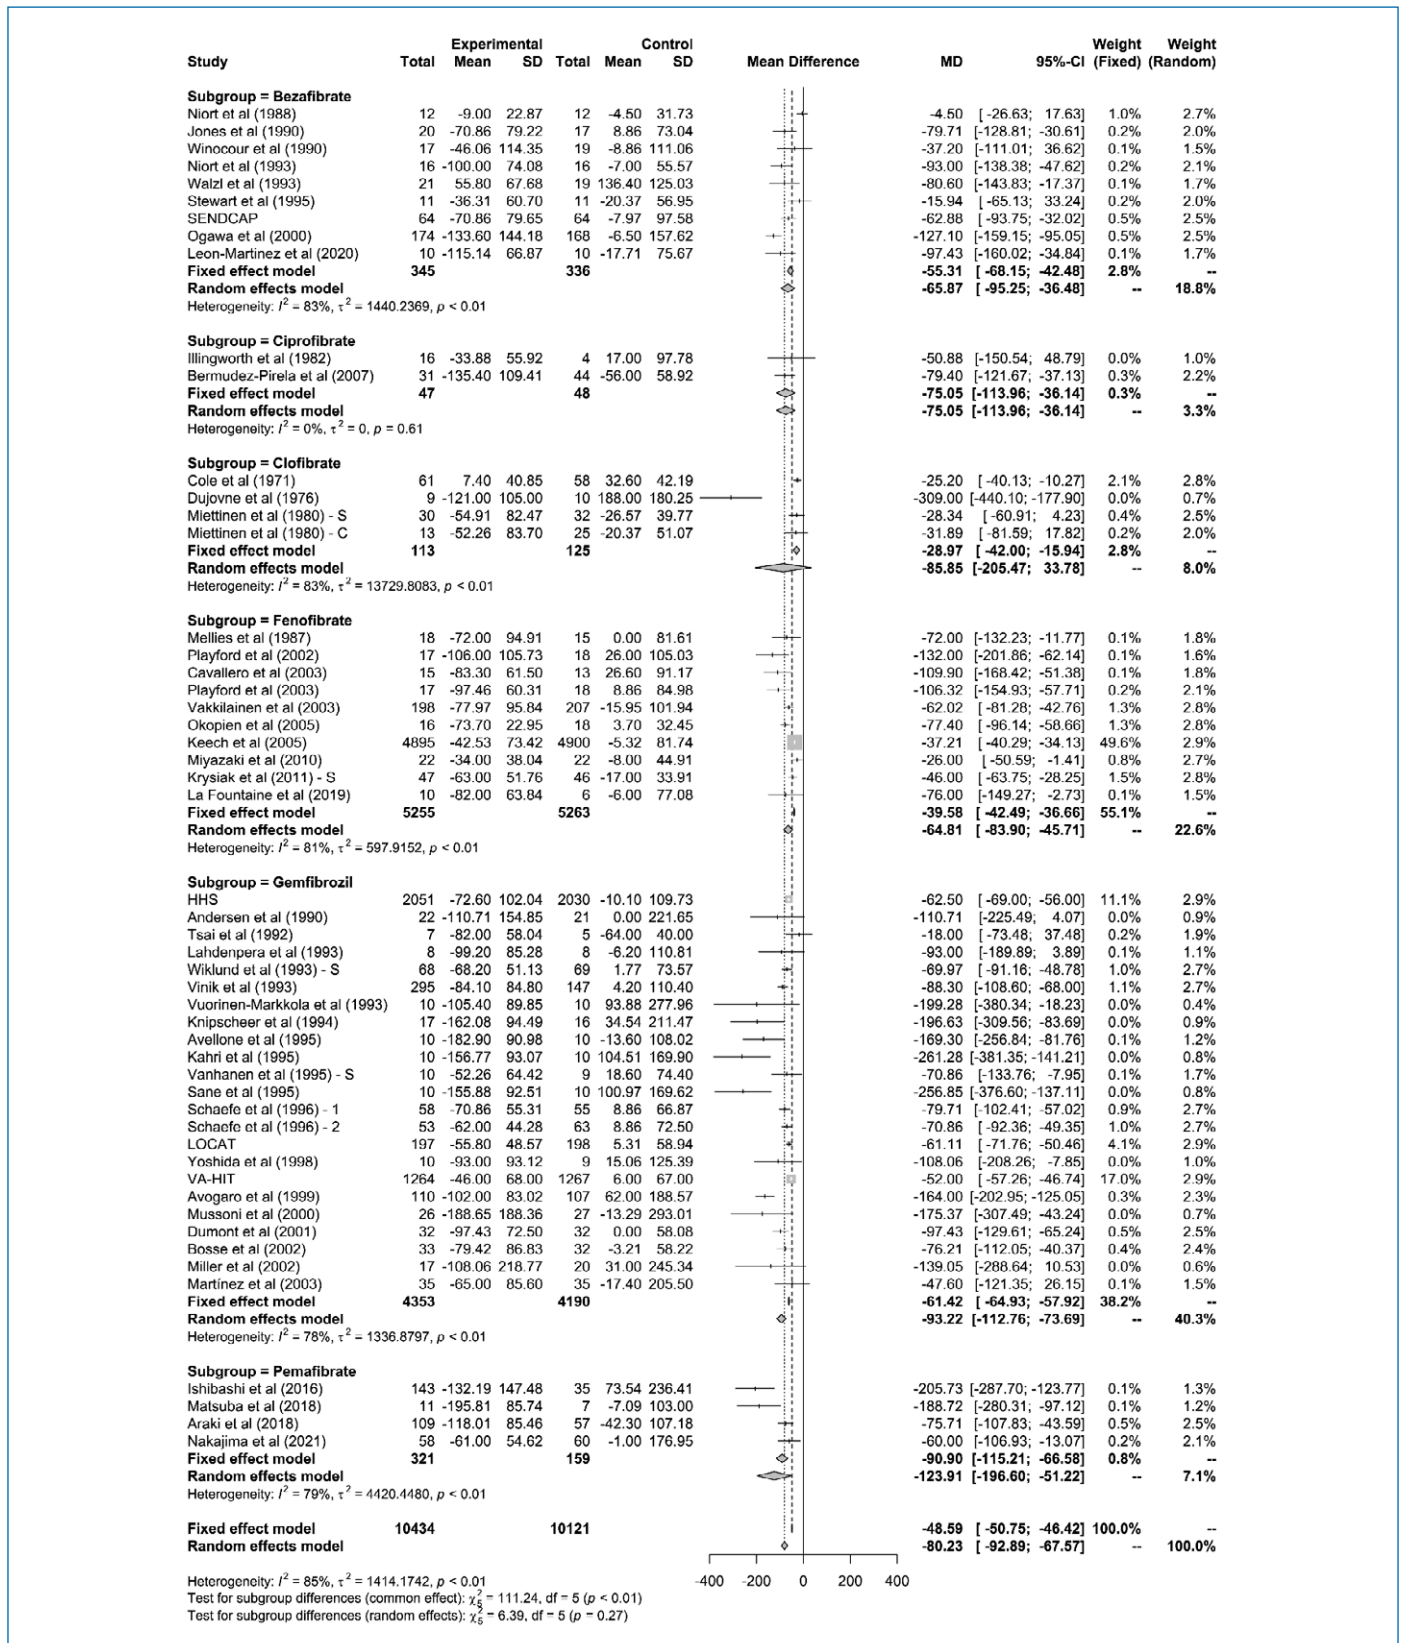 Experimental Control Weight Weight
Study Total Mean SD Total Mean SD Mean Difference MD 95%-CI (Fixed) (Random)
Subgroup = Bezafibrate
Niort et al (1988) 12 -9.00 22.87 12 -4.50 31.73 -4.50 [ -26.63; 17.63] 1.0% 2.7%
Jones et al (1990) 20 -70.86 79.22 17 8.86 73.04 -79.71 [-128.81; -30.61] 0.2% 2.0%
Winocour et al (1990) 17 -46.06 114.35 19 -8.86 111.06 -37.20 [-111.01; 36.62] 0.1% 1.5%
Niort et al (1993) 16 -100.00 74.08 16 -7.00 55.57 -93.00 [-138.38; -47.62] 0.2% 2.1%
Walzl et al (1993) 21 55.80 67.68 19 136.40 125.03 -80.60 [-143.83; -17.37] 0.1% 1.7%
Stewart et al (1995) 11 -36.31 60.70 11 -20.37 56.95 -15.94 [ -65.13; 33.24] 0.2% 2.0%
SENDCAP 64 -70.86 79.65 64 -7.97 97.58 -62.88 [ -93.75; -32.02] 0.5% 2.5%
Ogawa et al (2000) 174 -133.60 144.18 168 -6.50 157.62 -127.10 [-159.15; -95.05] 0.5% 2.5%
Leon-Martinez et al (2020) 10 -115.14 66.87 10 -17.71 75.67 -97.43 [-160.02; -34.84] 0.1% 1.7%
Fixed effect model 345 336 -55.31 [ -68.15; -42.48] 2.8% --
Random effects model -65.87 [ -95.25; -36.48] -- 18.8%
Heterogeneity: I² = 83%, τ² = 1440.2369, p < 0.01
Subgroup = Ciprofibrate
Illingworth et al (1982) 16 -33.88 55.92 4 17.00 97.78 -50.88 [-150.54; 48.79] 0.0% 1.0%
Bermudez-Pirela et al (2007) 31 -135.40 109.41 44 -56.00 58.92 -79.40 [-121.67; -37.13] 0.3% 2.2%
Fixed effect model 47 48 -75.05 [-113.96; -36.14] 0.3% --
Random effects model -75.05 [-113.96; -36.14] -- 3.3%
Heterogeneity: I² = 0%, τ² = 0, p = 0.61
Subgroup = Clofibrate
Cole et al (1971) 61 7.40 40.85 58 32.60 42.19 -25.20 [ -40.13; -10.27] 2.1% 2.8%
Dujovne et al (1976) 9 -121.00 105.00 10 188.00 180.25 -309.00 [-440.10; -177.90] 0.0% 0.7%
Miettinen et al (1980) - S 30 -54.91 82.47 32 -26.57 39.77 -28.34 [ -60.91; 4.23] 0.4% 2.5%
Miettinen et al (1980) - C 13 -52.26 83.70 25 -20.37 51.07 -31.89 [ -81.59; 17.82] 0.2% 2.0%
Fixed effect model 113 125 -28.97 [ -42.00; -15.94] 2.8% --
Random effects model -85.85 [-205.47; 33.78] -- 8.0%
Heterogeneity: I² = 83%, τ² = 13729.8083, p < 0.01
Subgroup = Fenofibrate
Mellies et al (1987) 18 -72.00 94.91 15 0.00 81.61 -72.00 [-132.23; -11.77] 0.1% 1.8%
Playford et al (2002) 17 -106.00 105.73 18 26.00 105.03 -132.00 [-201.86; -62.14] 0.1% 1.6%
Cavallero et al (2003) 15 -83.30 61.50 13 26.60 91.17 -109.90 [-168.42; -51.38] 0.1% 1.8%
Playford et al (2003) 17 -97.46 60.31 18 8.86 84.98 -106.32 [-154.93; -57.71] 0.2% 2.1%
Vakkilainen et al (2003) 198 -77.97 95.84 207 -15.95 101.94 -62.02 [ -81.28; -42.76] 1.3% 2.8%
Okopien et al (2005) 16 -73.70 22.95 18 3.70 32.45 -77.40 [ -96.14; -58.66] 1.3% 2.8%
Keech et al (2005) 4895 -42.53 73.42 4900 -5.32 81.74 -37.21 [ -40.29; -34.13] 49.6% 2.9%
Miyazaki et al (2010) 22 -34.00 38.04 22 -8.00 44.91 -26.00 [ -50.59; -1.41] 0.8% 2.7%
Krysiak et al (2011) - S 47 -63.00 51.76 46 -17.00 33.91 -46.00 [ -63.75; -28.25] 1.5% 2.8%
La Fountaine et al (2019) 10 -82.00 63.84 6 -6.00 77.08 -76.00 [-149.27; -2.73] 0.1% 1.5%
Fixed effect model 5255 5263 -39.58 [ -42.49; -36.66] 55.1% --
Random effects model -64.81 [ -83.90; -45.71] -- 22.6%
Heterogeneity: I² = 81%, τ² = 597.9152, p < 0.01
Subgroup = Gemfibrozil
HHS 2051 -72.60 102.04 2030 -10.10 109.73 -62.50 [ -69.00; -56.00] 11.1% 2.9%
Andersen et al (1990) 22 -110.71 154.85 21 0.00 221.65 -110.71 [-225.49; 4.07] 0.0% 0.9%
Tsai et al (1992) 7 -82.00 58.04 5 -64.00 40.00 -18.00 [ -73.48; 37.48] 0.2% 1.9%
Lahdenpera et al (1993) 8 -99.20 85.28 8 -6.20 110.81 -93.00 [-189.89; 3.89] 0.1% 1.1%
Wiklund et al (1993) - S 68 -68.20 51.13 69 1.77 73.57 -69.97 [ -91.16; -48.78] 1.0% 2.7%
Vinik et al (1993) 295 -84.10 84.80 147 4.20 110.40 -88.30 [-108.60; -68.00] 1.1% 2.7%
Vuorinen-Markkola et al (1993) 10 -105.40 89.85 10 93.88 277.96 -199.28 [-380.34; -18.23] 0.0% 0.4%
Knipscheer et al (1994) 17 -162.08 94.49 16 34.54 211.47 -196.63 [-309.56; -83.69] 0.0% 0.9%
Avellone et al (1995) 10 -182.90 90.98 10 -13.60 108.02 -169.30 [-256.84; -81.76] 0.1% 1.2%
Kahri et al (1995) 10 -156.77 93.07 10 104.51 169.90 -261.28 [-381.35; -141.21] 0.0% 0.8%
Vanhanen et al (1995) - S 10 -52.26 64.42 9 18.60 74.40 -70.86 [-133.76; -7.95] 0.1% 1.7%
Sane et al (1995) 10 -155.88 92.51 10 100.97 169.62 -256.85 [-376.60; -137.11] 0.0% 0.8%
Schaefe et al (1996) - 1 58 -70.86 55.31 55 8.86 66.87 -79.71 [-102.41; -57.02] 0.9% 2.7%
Schaefe et al (1996) - 2 53 -62.00 44.28 63 8.86 72.50 -70.86 [ -92.36; -49.35] 1.0% 2.7%
LOCAT 197 -55.80 48.57 198 5.31 58.94 -61.11 [ -71.76; -50.46] 4.1% 2.9%
Yoshida et al (1998) 10 -93.00 93.12 9 15.06 125.39 -108.06 [-208.26; -7.85] 0.0% 1.0%
VA-HIT 1264 -46.00 68.00 1267 6.00 67.00 -52.00 [ -57.26; -46.74] 17.0% 2.9%
Avogaro et al (1999) 110 -102.00 83.02 107 62.00 188.57 -164.00 [-202.95; -125.05] 0.3% 2.3%
Mussoni et al (2000) 26 -188.65 188.36 27 -13.29 293.01 -175.37 [-307.49; -43.24] 0.0% 0.7%
Dumont et al (2001) 32 -97.43 72.50 32 0.00 58.08 -97.43 [-129.61; -65.24] 0.5% 2.5%
Bosse et al (2002) 33 -79.42 86.83 32 -3.21 58.22 -76.21 [-112.05; -40.37] 0.4% 2.4%
Miller et al (2002) 17 -108.06 218.77 20 31.00 245.34 -139.05 [-288.64; 10.53] 0.0% 0.6%
Martínez et al (2003) 35 -65.00 85.60 35 -17.40 205.50 -47.60 [-121.35; 26.15] 0.1% 1.5%
Fixed effect model 4353 4190 -61.42 [ -64.93; -57.92] 38.2% --
Random effects model -93.22 [-112.76; -73.69] -- 40.3%
Heterogeneity: I² = 78%, τ² = 1336.8797, p < 0.01
Subgroup = Pemafibrate
Ishibashi et al (2016) 143 -132.19 147.48 35 73.54 236.41 -205.73 [-287.70; -123.77] 0.1% 1.3%
Matsuba et al (2018) 11 -195.81 85.74 7 -7.09 103.00 -188.72 [-280.31; -97.12] 0.1% 1.2%
Araki et al (2018) 109 -118.01 85.46 57 -42.30 107.18 -75.71 [-107.83; -43.59] 0.5% 2.5%
Nakajima et al (2021) 58 -61.00 54.62 60 -1.00 176.95 -60.00 [-106.93; -13.07] 0.2% 2.1%
Fixed effect model 321 159 -90.90 [-115.21; -66.58] 0.8% --
Random effects model -123.91 [-196.60; -51.22] -- 7.1%
Heterogeneity: I² = 79%, τ² = 4420.4480, p < 0.01
Fixed effect model 10434 10121 -48.59 [ -50.75; -46.42] 100.0% --
Random effects model -80.23 [ -92.89; -67.57] -- 100.0%
-400 -200 0 200 400
Heterogeneity: I² = 85%, τ² = 1414.1742, p < 0.01
Test for subgroup differences (common effect): χ²₅ = 111.24, df = 5 (p < 0.01)
Test for subgroup differences (random effects): χ²₅ = 6.39, df = 5 (p = 0.27)